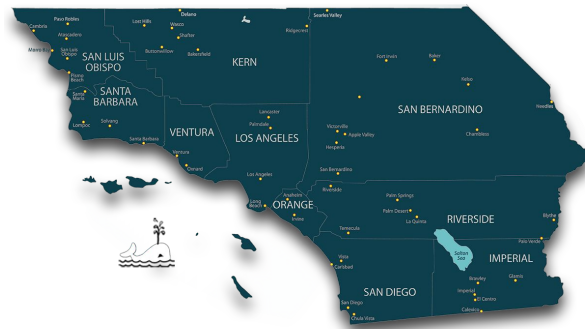 Paso Robles
Cambria
Atascadero
San Luis
Obispo
SAN LUIS
OBISPO
Pismo
Beach
Delano
Lost Hills
Wasco
Shafter
Buttonwillow
Bakersfield
Ridgecrest
KERN
Searles Valley
Fort Irwin
Baker
Kelso
Needles
SAN BERNARDINO
Victorville
Apple Valley
Hesperia
Chambless
San Bernardino
Santa
Maria
SANTA
BARBARA
Lompoc
Solvang
Santa Barbara
VENTURA
Ventura
Oxnard
Lancaster
Palmdale
LOS ANGELES
Los Angeles
Long
Beach
Anaheim
ORANGE
Irvine
Riverside
Palm Springs
Palm Desert
La Quinta
RIVERSIDE
Temecula
Blythe
Palo Verde
Salton
Sea
IMPERIAL
Brawley
Glamis
Imperial
El Centro
Calexico
Vista
Carlsbad
SAN DIEGO
San Diego
Chula Vista